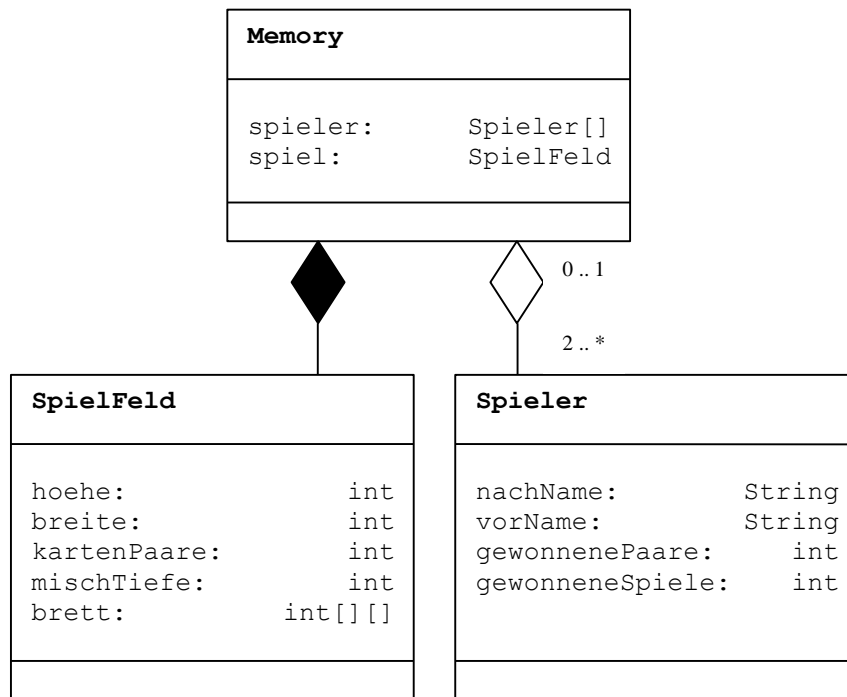 Memory
spieler: Spieler[]
spiel: SpielFeld
0 .. 1
2 .. *
SpielFeld
hoehe: int
breite: int
kartenPaare: int
mischTiefe: int
brett: int[][]
Spieler
nachName: String
vorName: String
gewonnenePaare: int
gewonneneSpiele: int